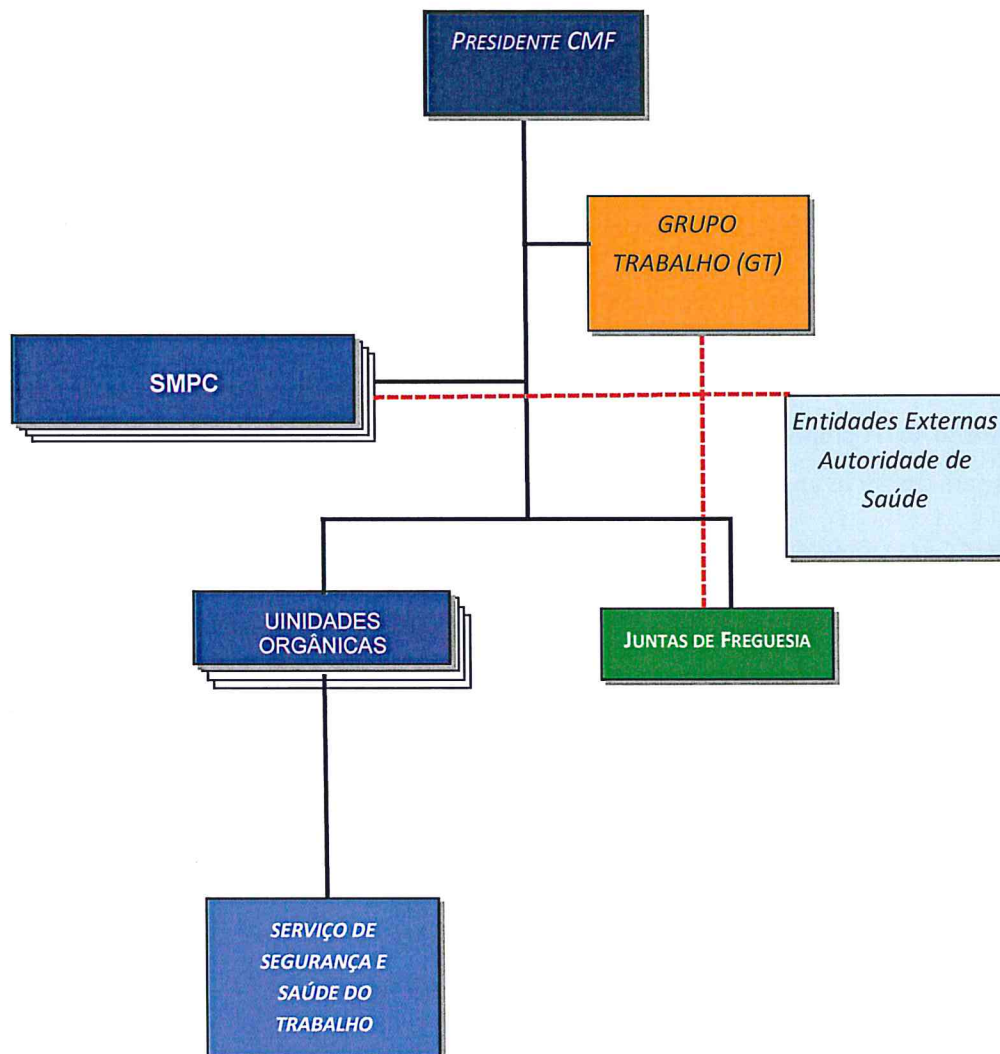 PRESIDENTE CMF
GRUPO
TRABALHO (GT)
SMPC
Entidades Externas
Autoridade de
Saúde
UINIDADES
ORGÂNICAS
JUNTAS DE FREGUESIA
SERVIÇO DE
SEGURANÇA E
SAÚDE DO
TRABALHO